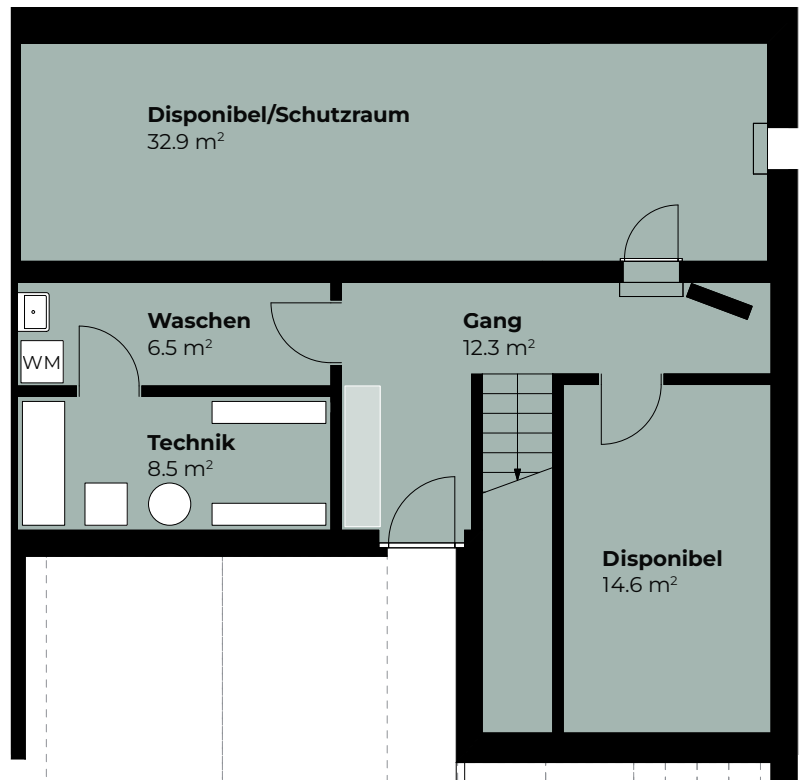 Disponibel/Schutzraum
32.9 m²
Waschen
6.5 m²
Gang
12.3 m²
WM
Technik
8.5 m²
Disponibel
14.6 m²